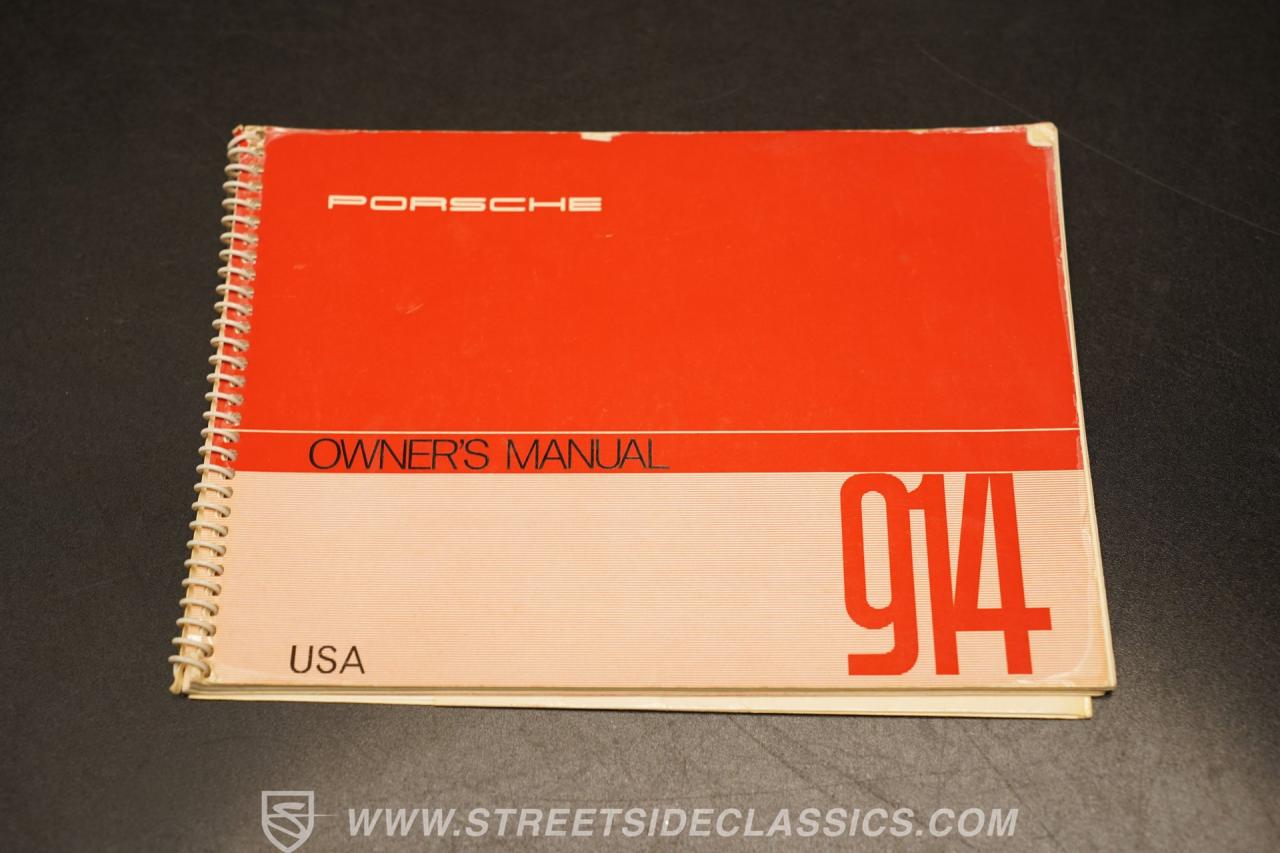 PORSCHE
OWNER'S MANUAL
914
USA
WWW.STREETSIDECLASSICS.COM